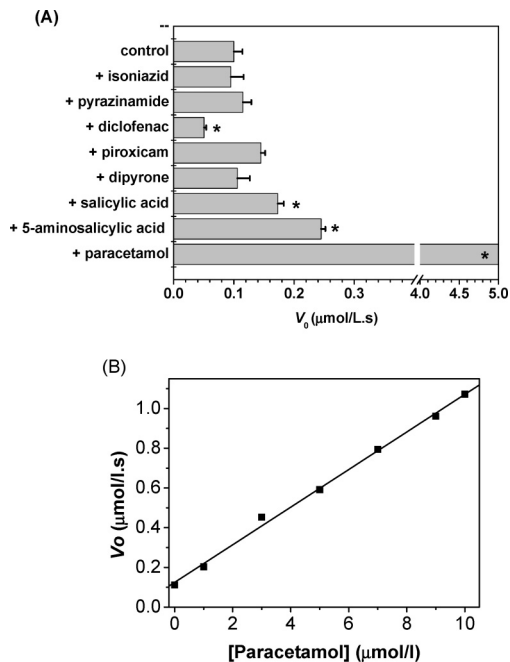 (A)
--
control
+ isoniazid
+ pyrazinamide
+ diclofenac
*
+ piroxicam
+ dipyrone
+ salicylic acid
*
+ 5-aminosalicylic acid
*
+ paracetamol
*
0.0 0.1 0.2 0.3 4.0 4.5 5.0
V0 (μmol/L.s)
(B)
1.0
0.8
0.6
0.4
0.2
0.0
0 2 4 6 8 10
Vo (μmol/l.s)
[Paracetamol] (μmol/l)